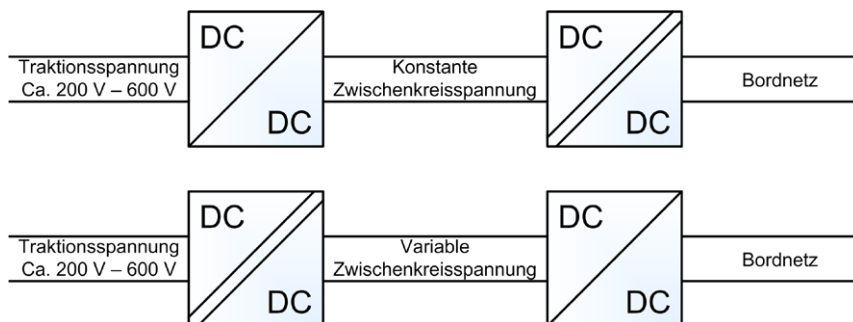 DC
DC
Traktionsspannung
Ca. 200 V – 600 V
Konstante
Zwischenkreisspannung
DC
DC
Bordnetz
DC
DC
Traktionsspannung
Ca. 200 V – 600 V
Variable
Zwischenkreisspannung
DC
DC
Bordnetz